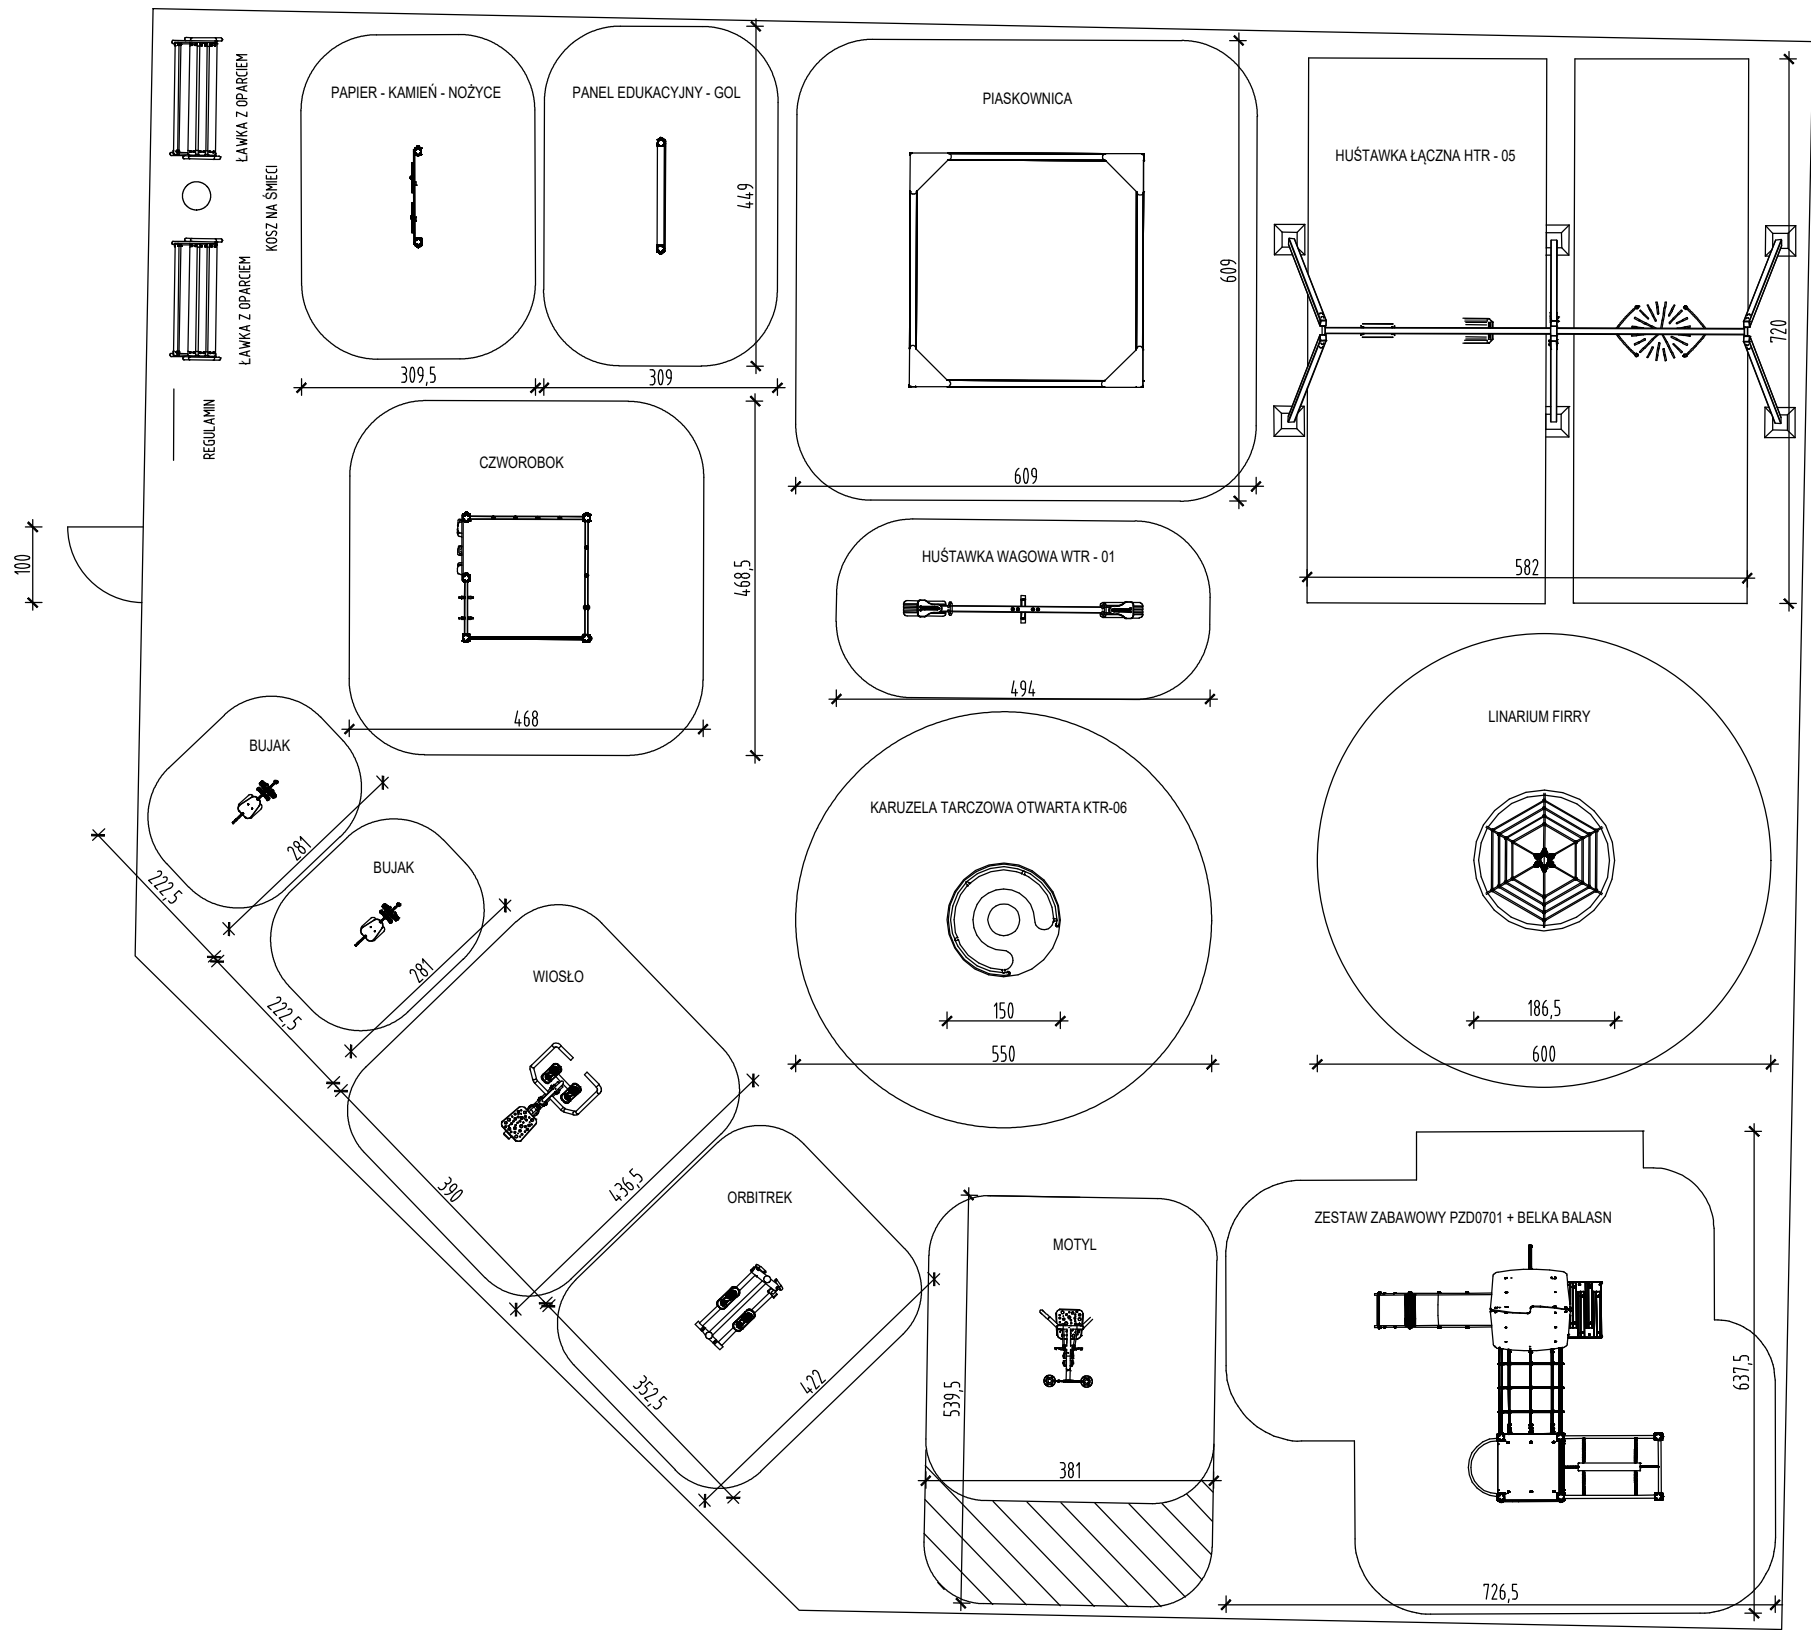 ŁAWKA Z OPARCIEM
KOSZ NA ŚMIECI
ŁAWKA Z OPARCIEM
REGULAMIN
100
PAPIER - KAMIEŃ - NOŻYCE
309,5
PANEL EDUKACYJNY - GOL
449
309
PIASKOWNICA
609
609
HUŚTAWKA ŁĄCZNA HTR - 05
720
582
CZWOROBOK
468,5
468
HUŚTAWKA WAGOWA WTR - 01
494
LINARIUM FIRRY
186,5
600
KARUZELA TARCZOWA OTWARTA KTR-06
150
550
BUJAK
281
222,5
BUJAK
281
222,5
WIOSŁO
390
436,5
ORBITREK
352,5
422
MOTYL
539,5
381
ZESTAW ZABAWOWY PZD0701 + BELKA BALASN
637,5
726,5